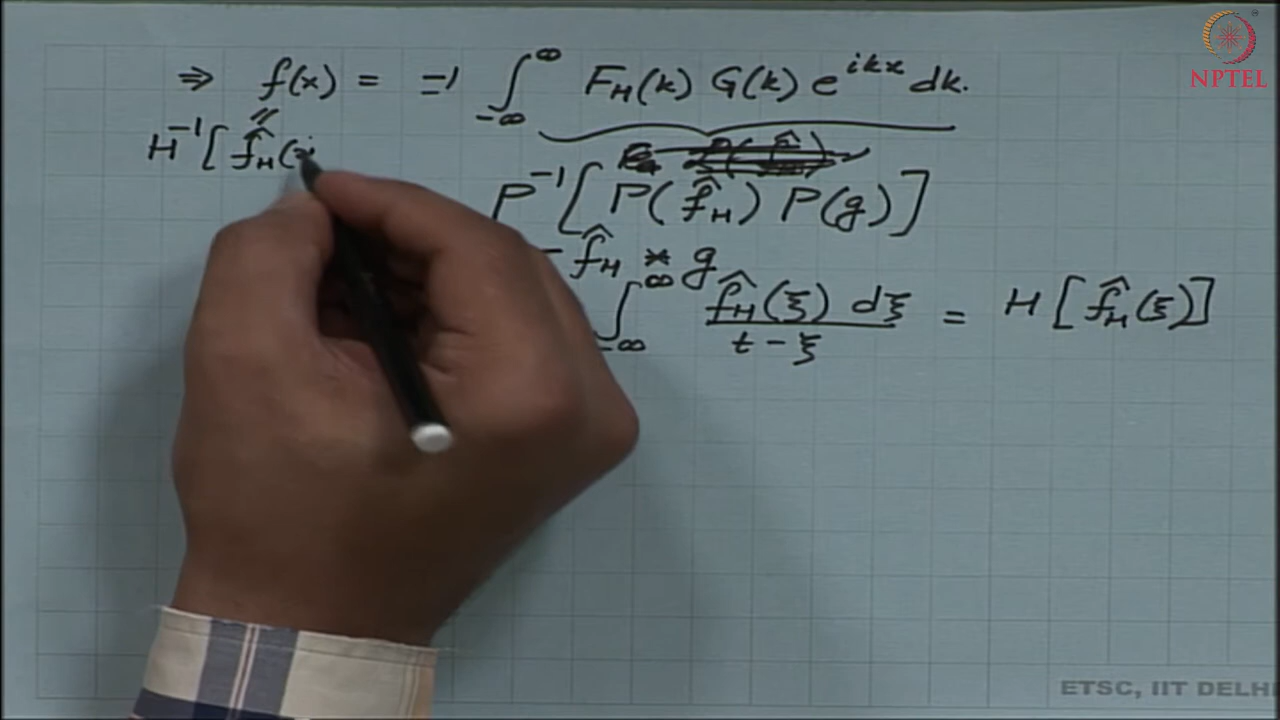 ⇒ f(x) = -1 ∫_{-∞}^{∞} F_H(k) G(k) e^{ikx} dk.
H^{-1}[ f̂_H(
P^{-1}[ P(f̂_H) P(g) ]
- f̂_H * g
∫_{-∞}^{∞} f̂_H(ξ) dξ / t - ξ = H[ f̂_H(ξ) ]
NPTEL
ETSC, IIT DELHI